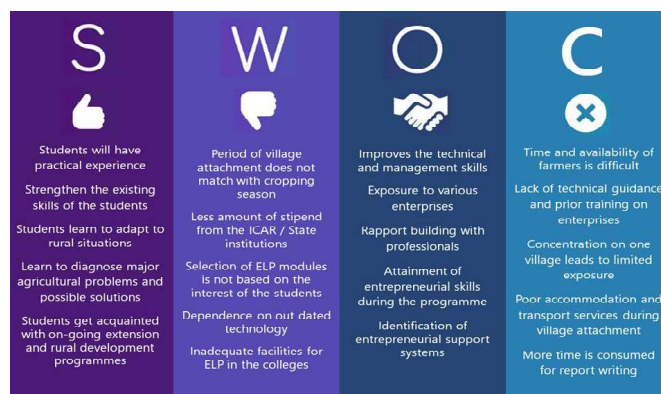 S
Students will have
practical experience
Strengthen the existing
skills of the students
Students learn to adapt to
rural situations
Learn to diagnose major
agricultural problems and
possible solutions
Students get acquainted
with on-going extension
and rural development
programmes
W
Period of village
attachment does not
match with cropping
season
Less amount of stipend
from the ICAR / State
institutions
Selection of ELP modules
is not based on the
interest of the students
Dependence on out dated
technology
Inadequate facilities for
ELP in the colleges
O
Improves the technical
and management skills
Exposure to various
enterprises
Rapport building with
professionals
Attainment of
entrepreneurial skills
during the programme
Identification of
entrepreneurial support
systems
C
Time and availability of
farmers is difficult
Lack of technical guidance
and prior training on
enterprises
Concentration on one
village leads to limited
exposure
Poor accommodation and
transport services during
village attachment
More time is consumed
for report writing